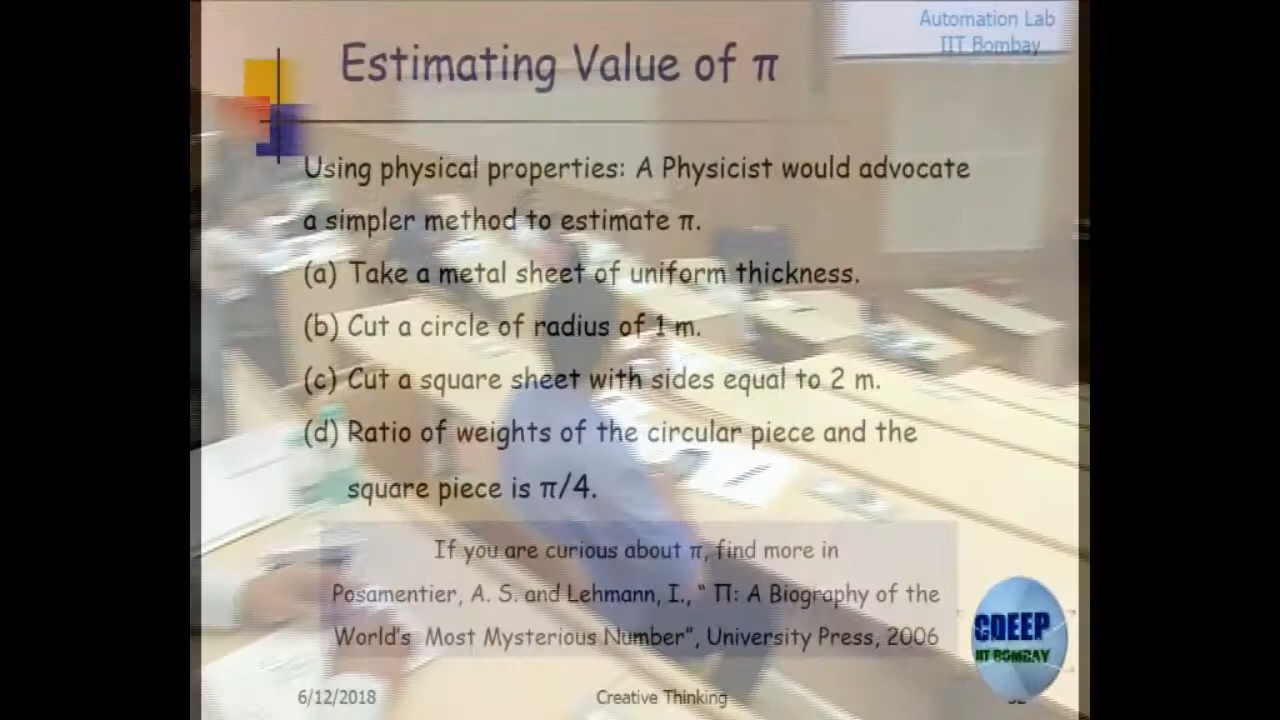 Automation Lab
IIT Bombay
Estimating Value of π
Using physical properties: A Physicist would advocate
a simpler method to estimate π.
(a) Take a metal sheet of uniform thickness.
(b) Cut a circle of radius of 1 m.
(c) Cut a square sheet with sides equal to 2 m.
(d) Ratio of weights of the circular piece and the
square piece is π/4.
If you are curious about π, find more in
Posamentier, A. S. and Lehmann, I., “ Π: A Biography of the
World’s Most Mysterious Number”, University Press, 2006
CDEEP
IIT BOMBAY
6/12/2018
Creative Thinking